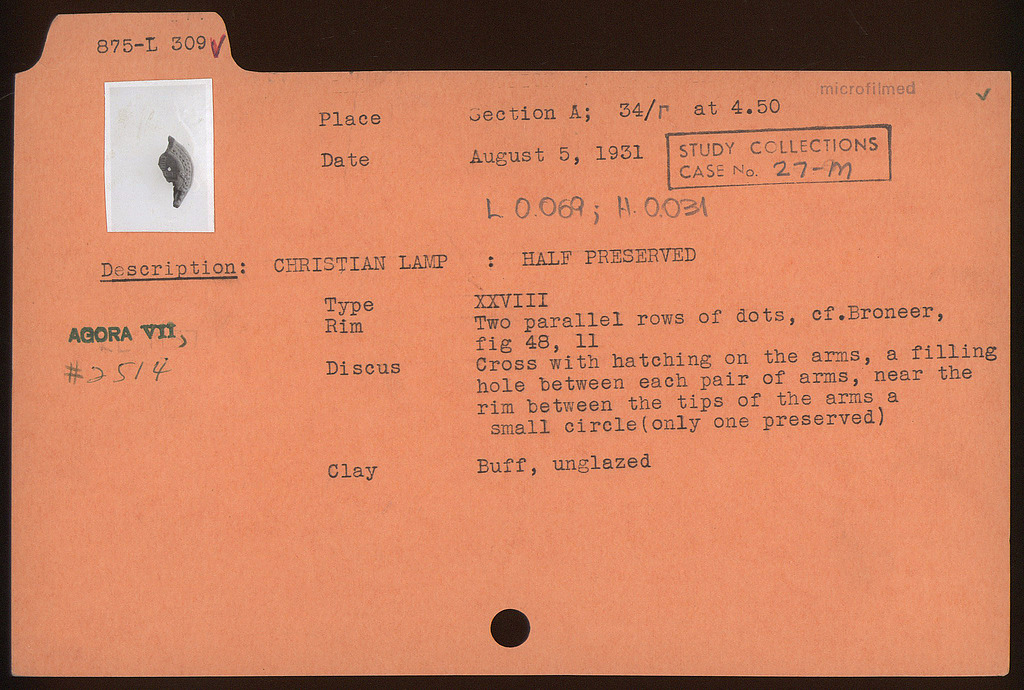 875-L 309 ✓
microfilmed ✓
Place Section A; 34/Γ at 4.50
Date August 5, 1931
STUDY COLLECTIONS
CASE No. 27-M
L 0.069; H. 0.031
Description: CHRISTIAN LAMP : HALF PRESERVED
Type XXVIII
AGORA VII,
#2514
Rim Two parallel rows of dots, cf.Broneer,
fig 48, 11
Discus Cross with hatching on the arms, a filling
hole between each pair of arms, near the
rim between the tips of the arms a
small circle(only one preserved)
Clay Buff, unglazed